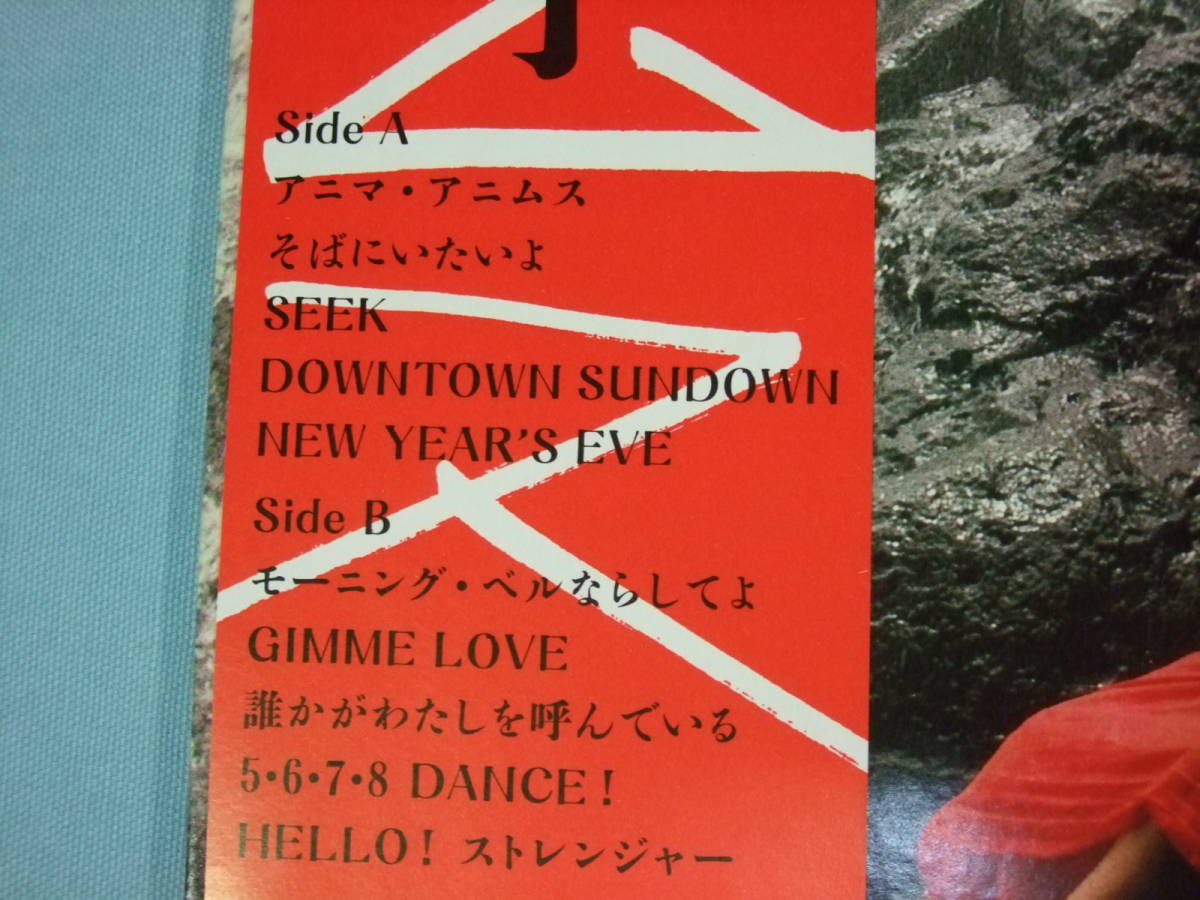 Side A
アニマ・アニムス
そばにいたいよ
SEEK
DOWNTOWN SUNDOWN
NEW YEAR'S EVE
Side B
モーニング・ベルならしてよ
GIMME LOVE
誰かがわたしを呼んでいる
5・6・7・8 DANCE！
HELLO！ ストレンジャー